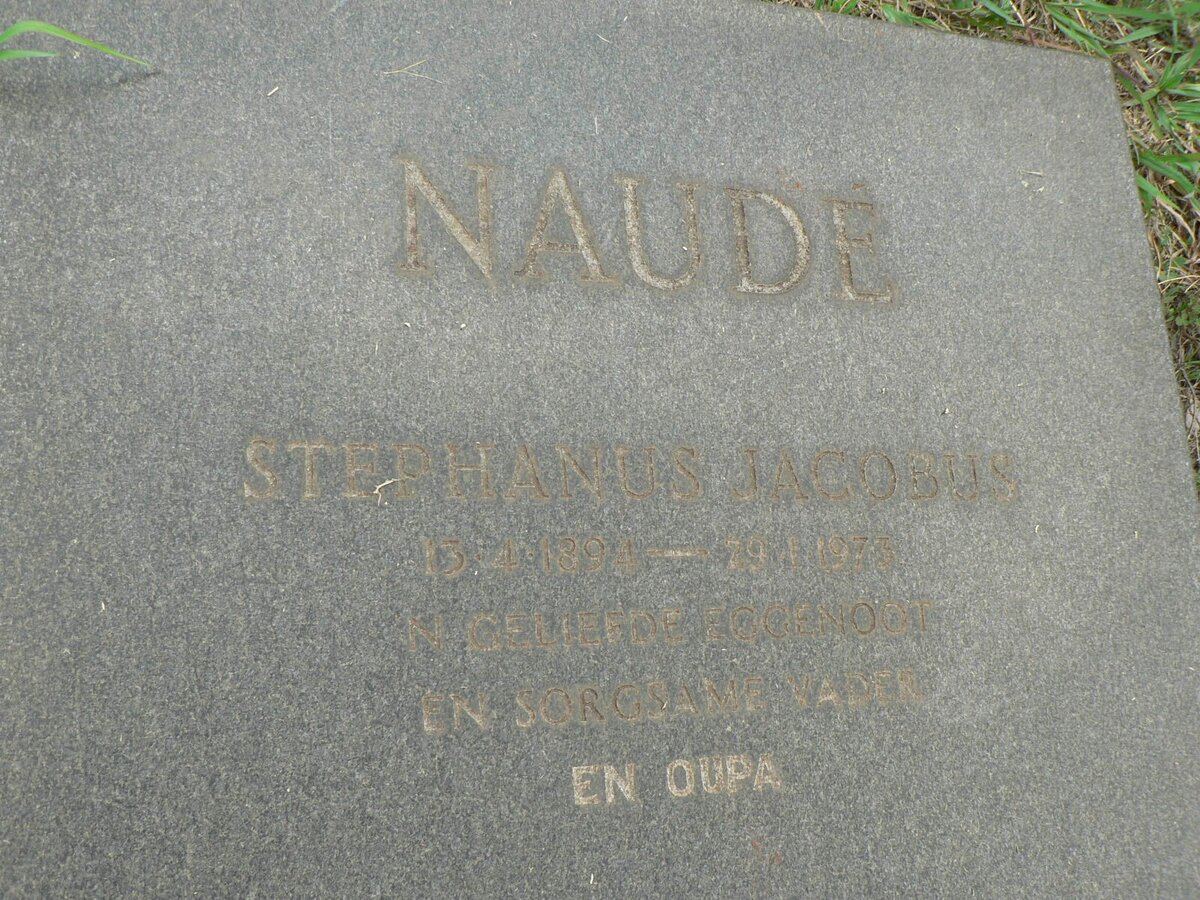 NAUDÉ
STEPHANUS JACOBUS
13·4·1894 — 29·1·1973
N GELIEFDE EGGENOOT
EN SORGSAME VADER
EN OUPA